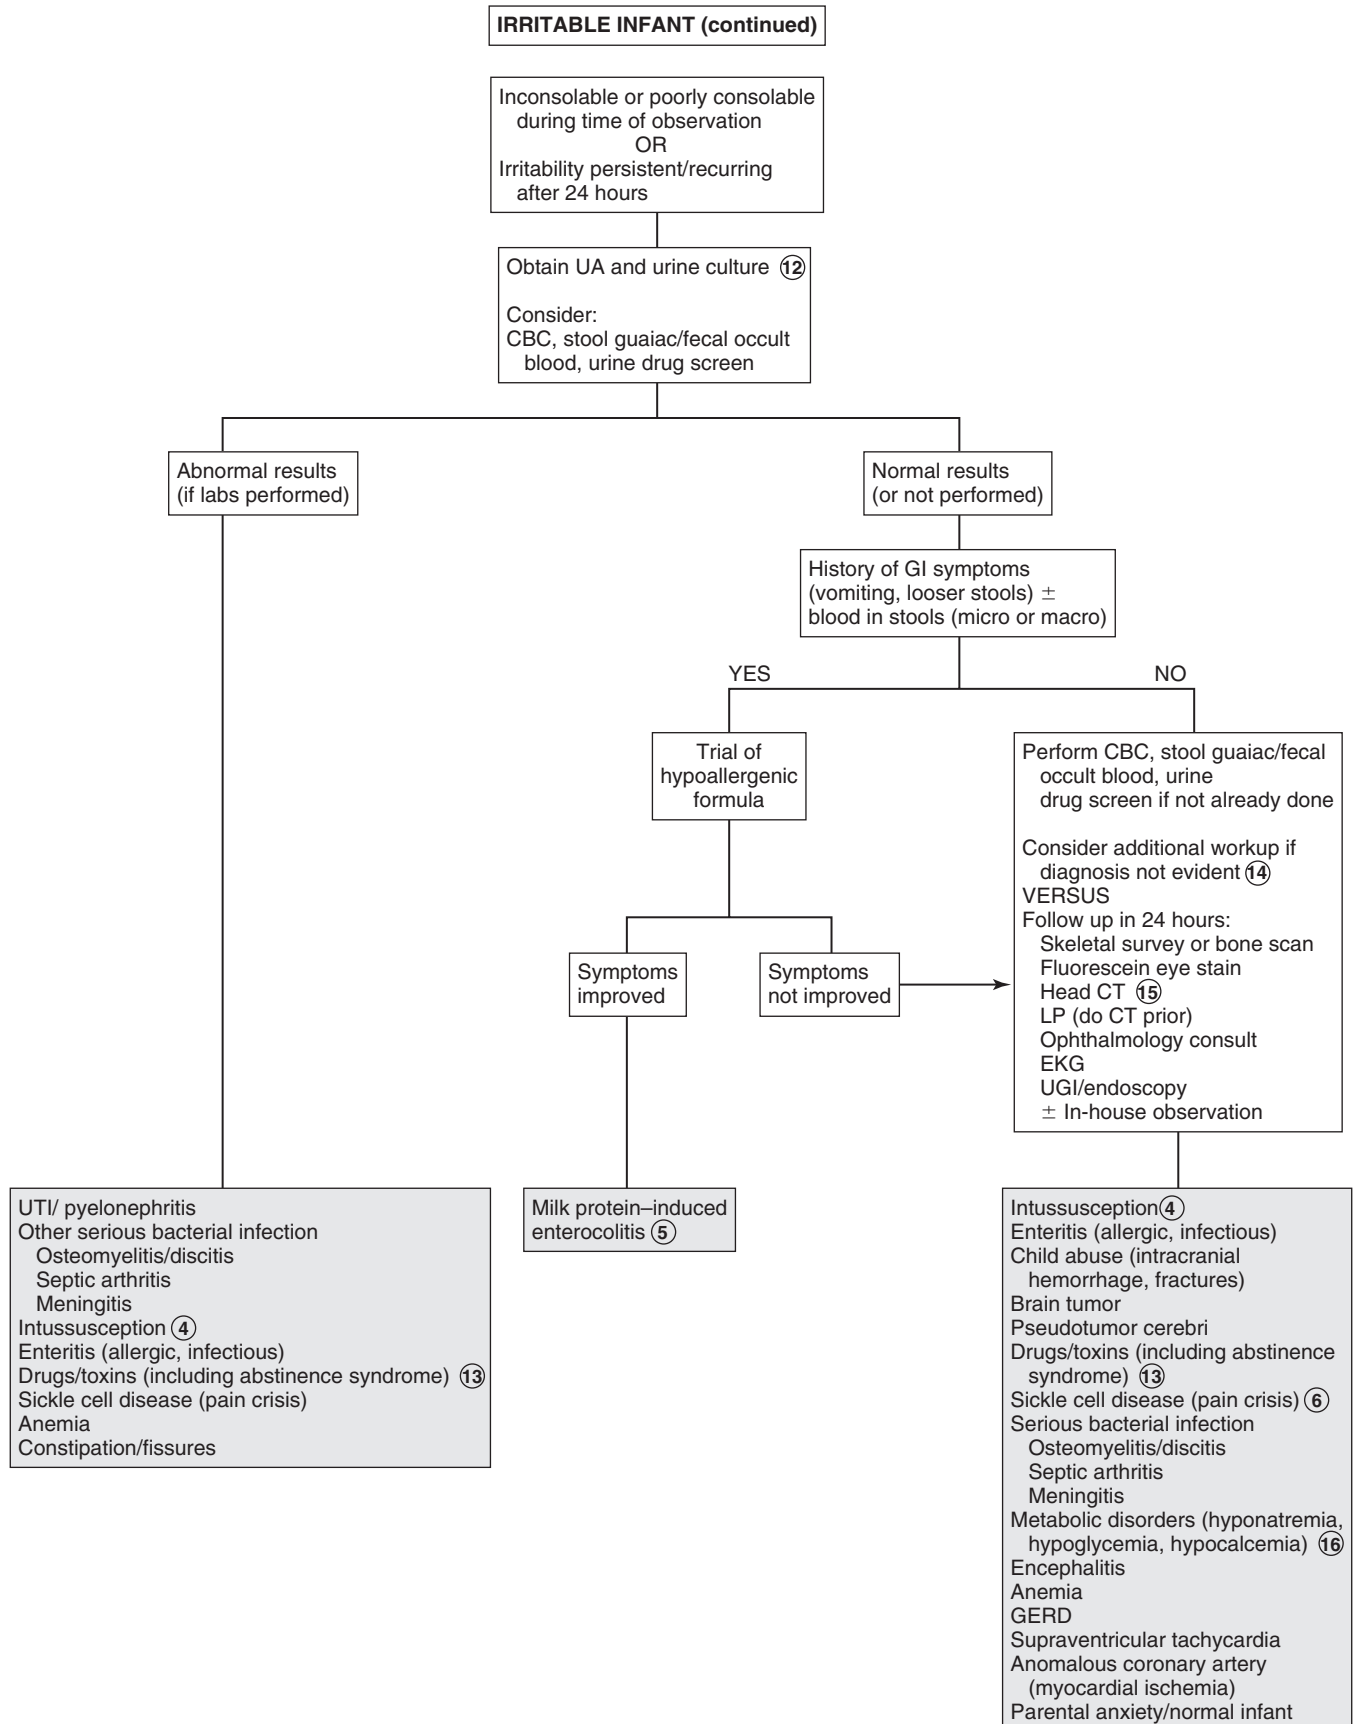 IRRITABLE INFANT (continued)
Inconsolable or poorly consolable
during time of observation
OR
Irritability persistent/recurring
after 24 hours
Obtain UA and urine culture 12
Consider:
CBC, stool guaiac/fecal occult
blood, urine drug screen
Abnormal results
(if labs performed)
Normal results
(or not performed)
History of GI symptoms
(vomiting, looser stools) ±
blood in stools (micro or macro)
YES
NO
Trial of
hypoallergenic
formula
Perform CBC, stool guaiac/fecal
occult blood, urine
drug screen if not already done
Consider additional workup if
diagnosis not evident 14
VERSUS
Follow up in 24 hours:
Skeletal survey or bone scan
Fluorescein eye stain
Head CT 15
LP (do CT prior)
Ophthalmology consult
EKG
UGI/endoscopy
± In-house observation
Symptoms
improved
Symptoms
not improved
UTI/ pyelonephritis
Other serious bacterial infection
Osteomyelitis/discitis
Septic arthritis
Meningitis
Intussusception 4
Enteritis (allergic, infectious)
Drugs/toxins (including abstinence syndrome) 13
Sickle cell disease (pain crisis)
Anemia
Constipation/fissures
Milk protein–induced
enterocolitis 5
Intussusception 4
Enteritis (allergic, infectious)
Child abuse (intracranial
hemorrhage, fractures)
Brain tumor
Pseudotumor cerebri
Drugs/toxins (including abstinence
syndrome) 13
Sickle cell disease (pain crisis) 6
Serious bacterial infection
Osteomyelitis/discitis
Septic arthritis
Meningitis
Metabolic disorders (hyponatremia,
hypoglycemia, hypocalcemia) 16
Encephalitis
Anemia
GERD
Supraventricular tachycardia
Anomalous coronary artery
(myocardial ischemia)
Parental anxiety/normal infant